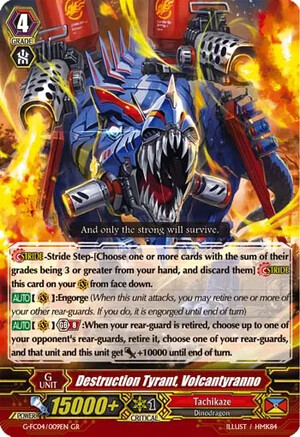 4
GRADE
And only the strong will survive.
STRIDE -Stride Step-[Choose one or more cards with the sum of their
grades being 3 or greater from your hand, and discard them] STRIDE
this card on your (V) from face down.
AUTO (V):Engorge (When this unit attacks, you may retire one or more of
your other rear-guards. If you do, it is engorged until end of turn)
AUTO (V) GB 8 :When your rear-guard is retired, choose up to one of
your opponent's rear-guards, retire it, choose one of your rear-guards,
and that unit and this unit get +10000 until end of turn.
G
UNIT
Destruction Tyrant, Volcantyranno
POWER
15000+
1
CRITICAL
Tachikaze
Dinodragon
G-FC04/009EN GR
ILLUST / HMK84